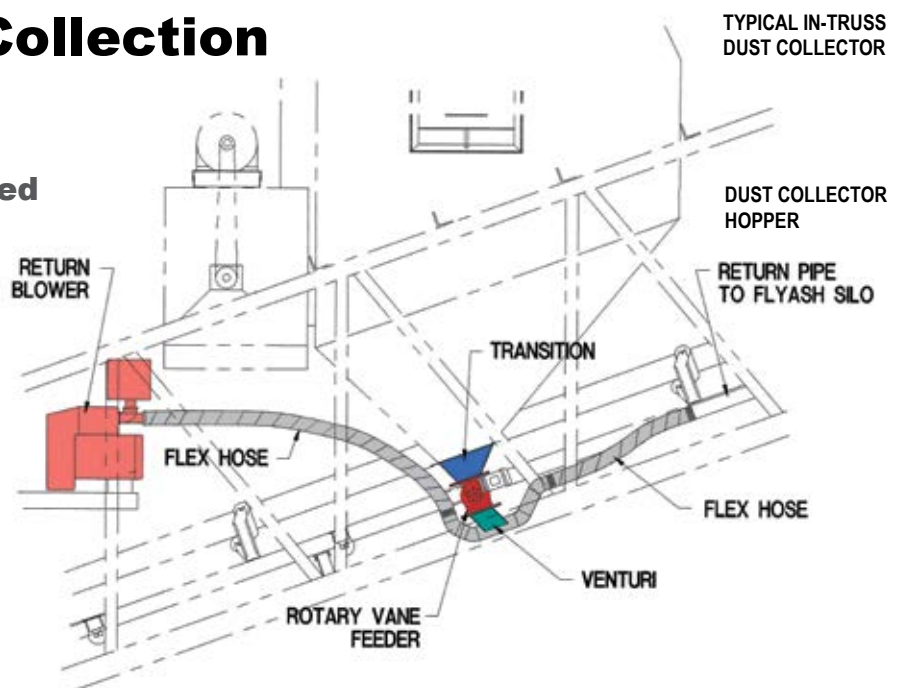 Collection
TYPICAL IN-TRUSS
DUST COLLECTOR
ed
DUST COLLECTOR
HOPPER
RETURN
BLOWER
RETURN PIPE
TO FLYASH SILO
TRANSITION
FLEX HOSE
FLEX HOSE
VENTURI
ROTARY VANE
FEEDER